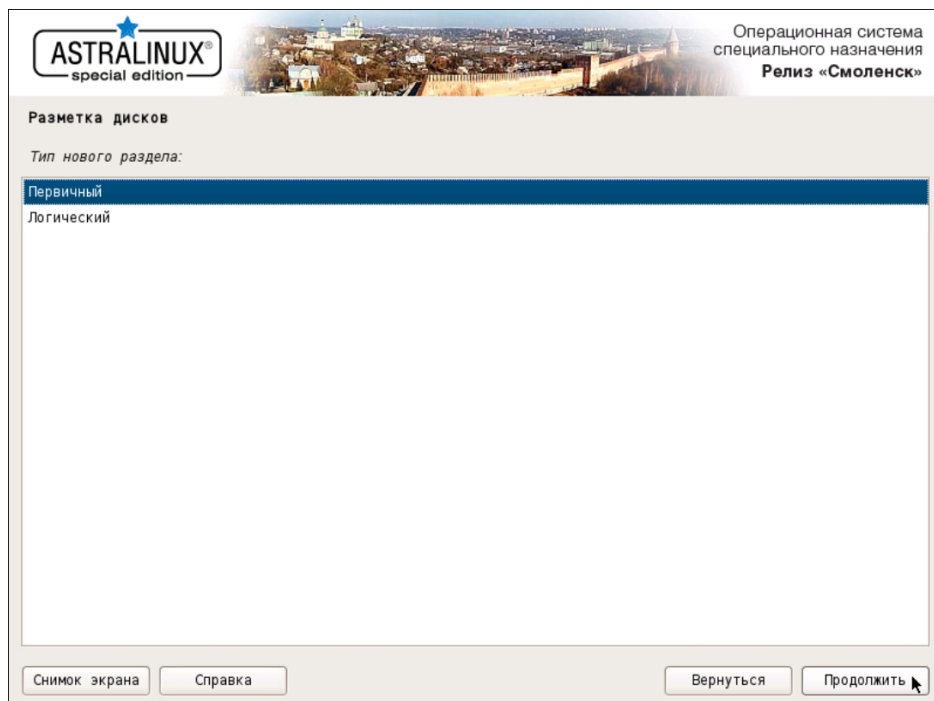 ASTRALINUX®
special edition
Операционная система
специального назначения
Релиз «Смоленск»
Разметка дисков
Тип нового раздела:
Первичный
Логический
Снимок экрана
Справка
Вернуться
Продолжить